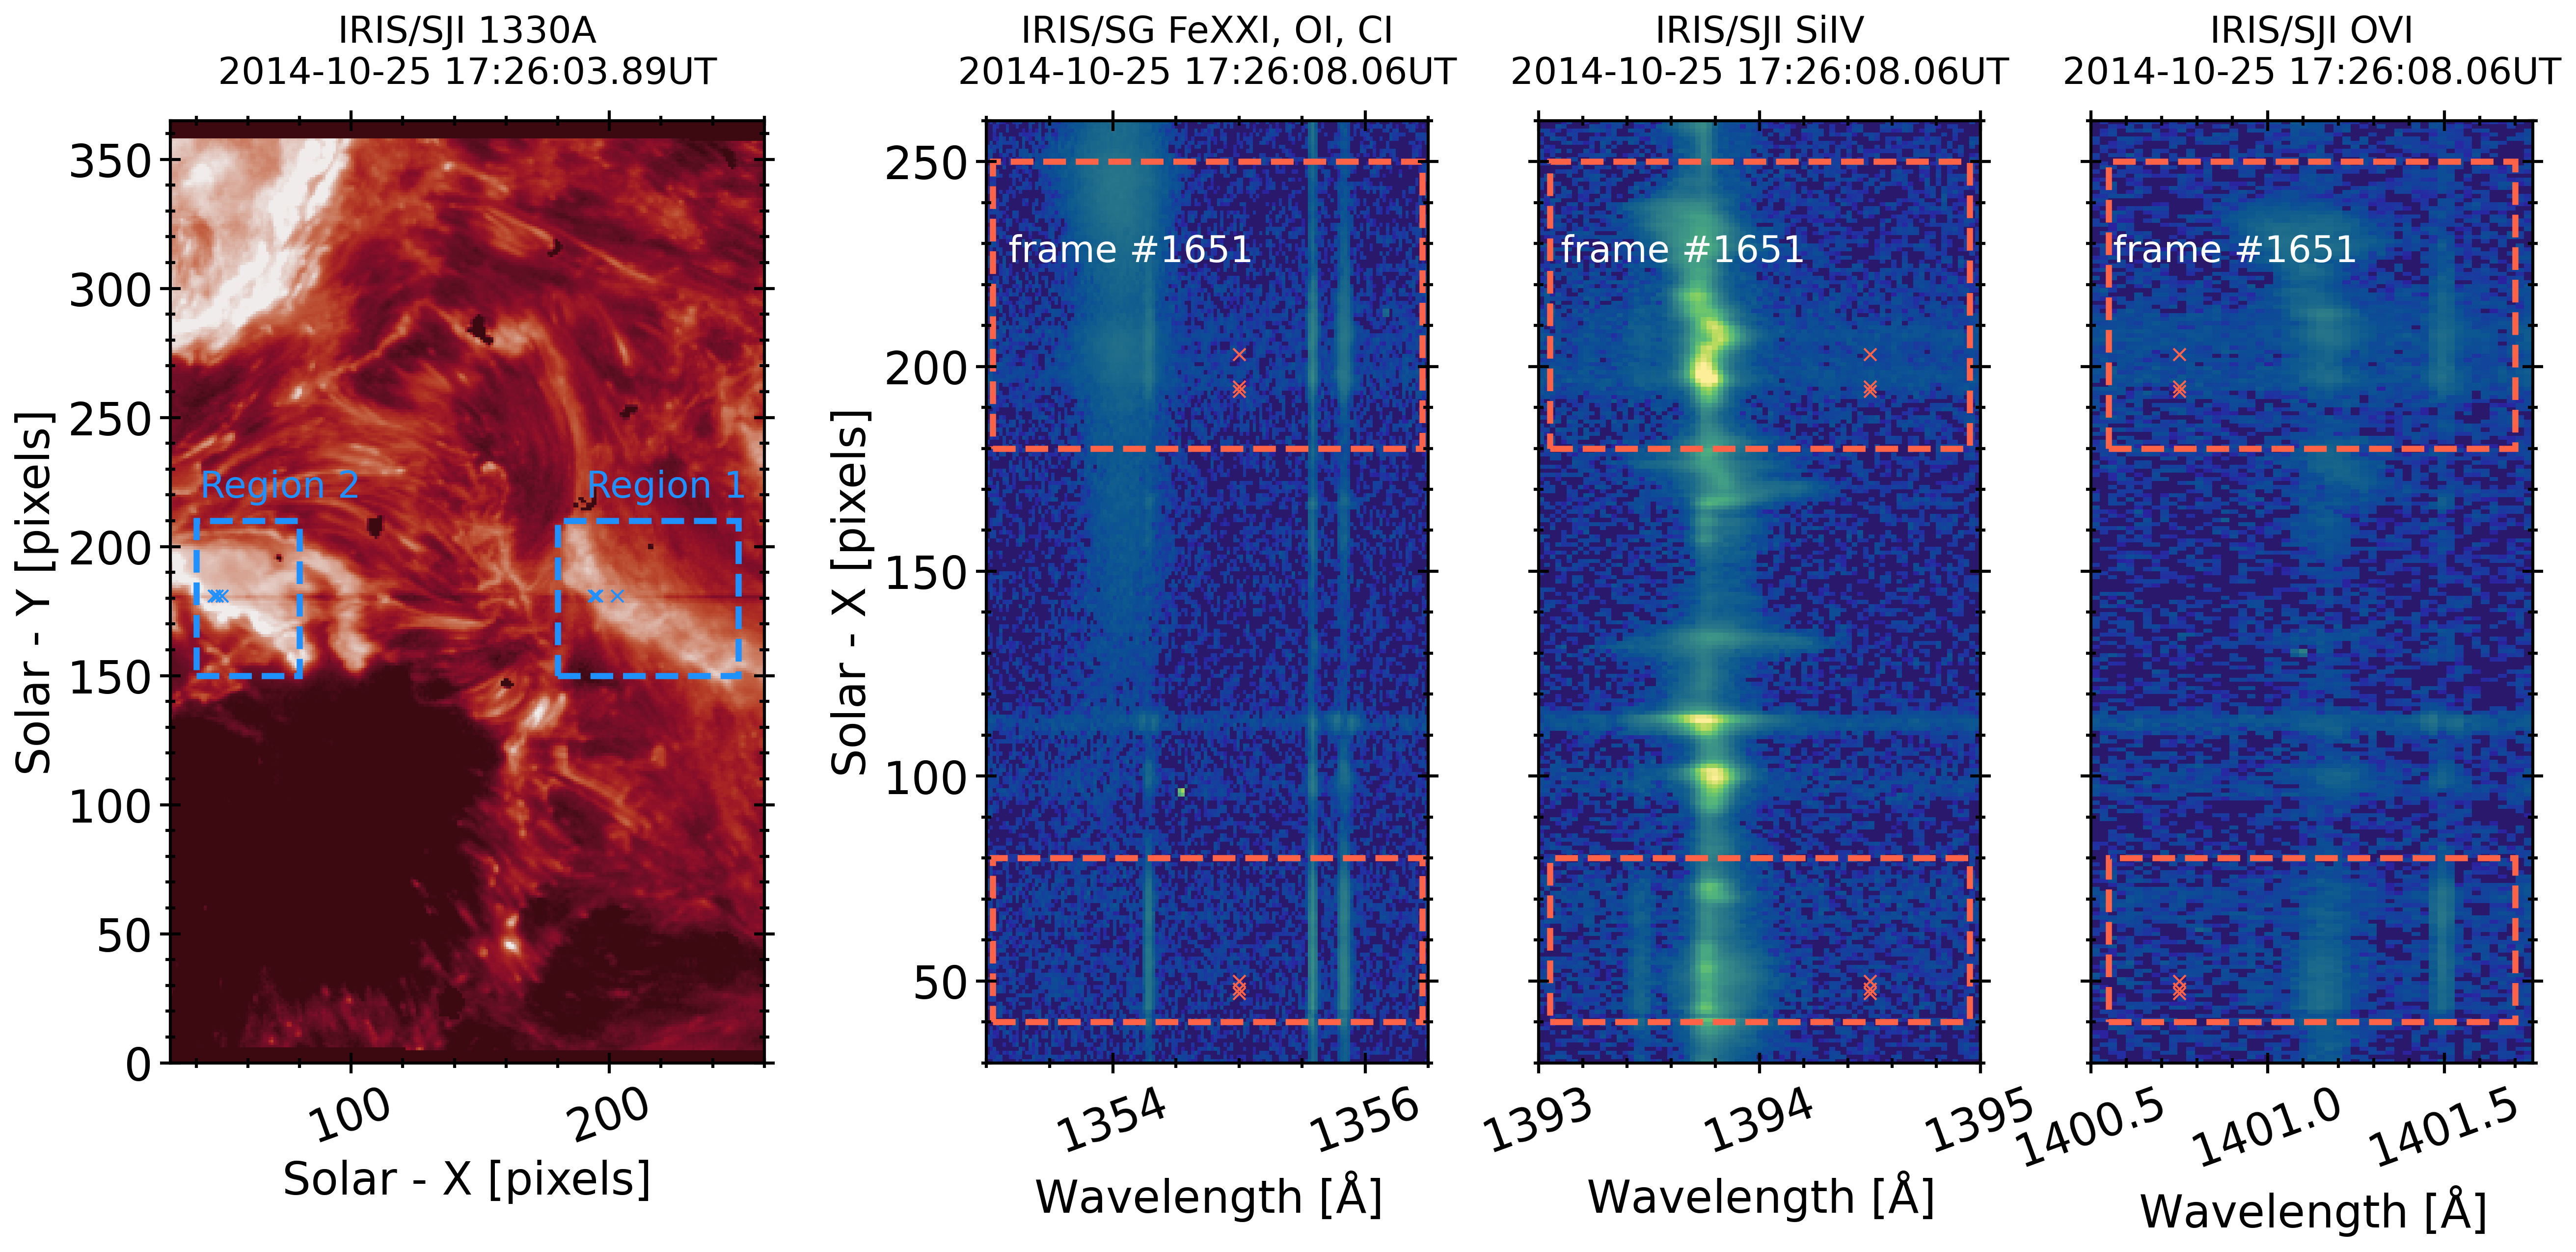 IRIS/SJI 1330A
2014-10-25 17:26:03.89UT
IRIS/SG FeXXI, OI, CI
2014-10-25 17:26:08.06UT
IRIS/SJI SiIV
2014-10-25 17:26:08.06UT
IRIS/SJI OVI
2014-10-25 17:26:08.06UT
Solar - Y [pixels]
350
300
250
200
150
100
50
0
Region 2
Region 1
100
200
Solar - X [pixels]
Solar - X [pixels]
250
200
150
100
50
frame #1651
1354
1356
Wavelength [Å]
frame #1651
1393
1394
1395
Wavelength [Å]
frame #1651
1400.5
1401.0
1401.5
Wavelength [Å]